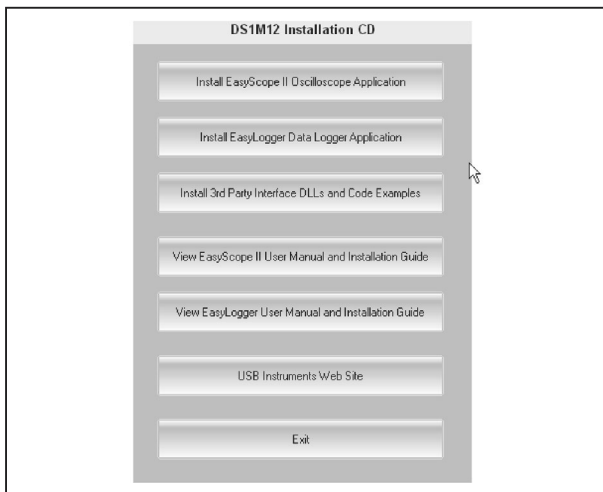 DS1M12 Installation CD
Install EasyScope II Oscilloscope Application
Install EasyLogger Data Logger Application
Install 3rd Party Interface DLLs and Code Examples
View EasyScope II User Manual and Installation Guide
View EasyLogger User Manual and Installation Guide
USB Instruments Web Site
Exit